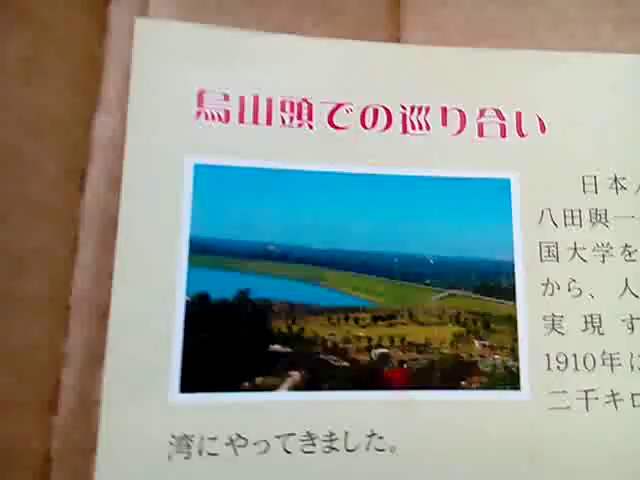 烏山頭での巡り合い
日本
八田與一
国大学を
から、人
実現す
1910年に
二千キロ
湾にやってきました。